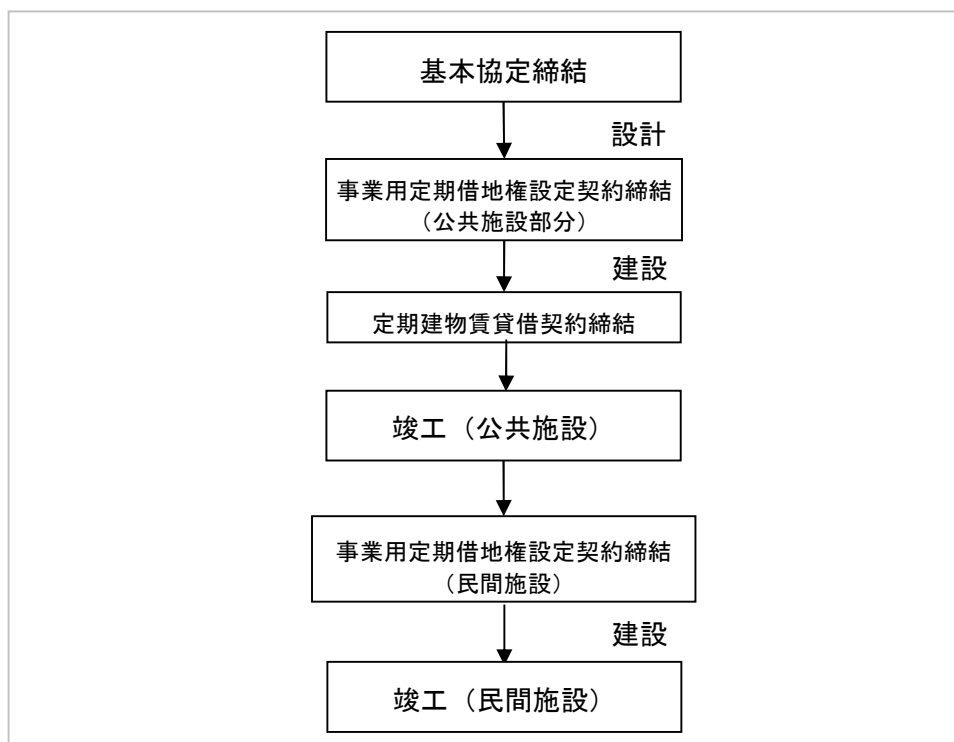 基本協定締結
設計
事業用定期借地権設定契約締結
（公共施設部分）
建設
定期建物賃貸借契約締結
竣工（公共施設）
事業用定期借地権設定契約締結
（民間施設）
建設
竣工（民間施設）